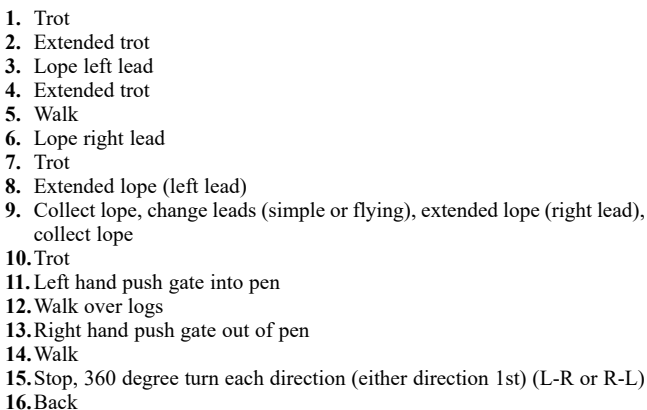 1. Trot
2. Extended trot
3. Lope left lead
4. Extended trot
5. Walk
6. Lope right lead
7. Trot
8. Extended lope (left lead)
9. Collect lope, change leads (simple or flying), extended lope (right lead),
collect lope
10. Trot
11. Left hand push gate into pen
12. Walk over logs
13. Right hand push gate out of pen
14. Walk
15. Stop, 360 degree turn each direction (either direction 1st) (L-R or R-L)
16. Back